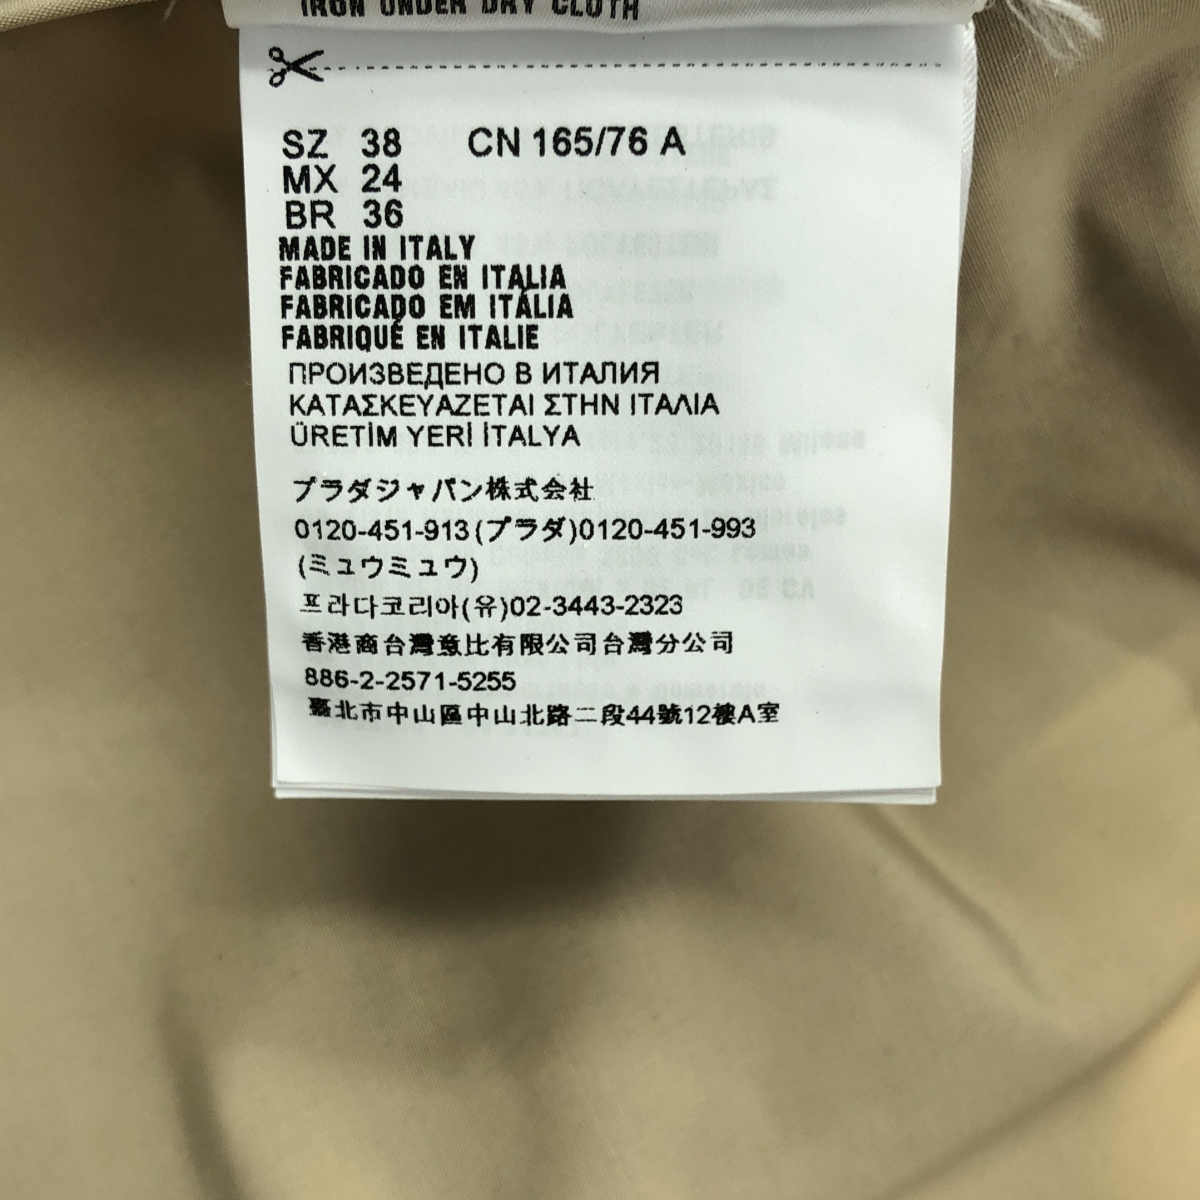 IRON UNDER DRY CLOTH
SZ 38 CN 165/76 A
MX 24
BR 36
MADE IN ITALY
FABRICADO EN ITALIA
FABRICADO EM ITÁLIA
FABRIQUÉ EN ITALIE
ПРОИЗВЕДЕНО В ИТАЛИЯ
ΚΑΤΑΣΚΕΥΑΖΕΤΑΙ ΣΤΗΝ ΙΤΑΛΙΑ
ÜRETİM YERİ İTALYA
プラダジャパン株式会社
0120-451-913(プラダ)0120-451-993
(ミュウミュウ)
프라다코리아(유)02-3443-2323
香港商台灣意比有限公司台灣分公司
886-2-2571-5255
臺北市中山區中山北路二段44號12樓A室